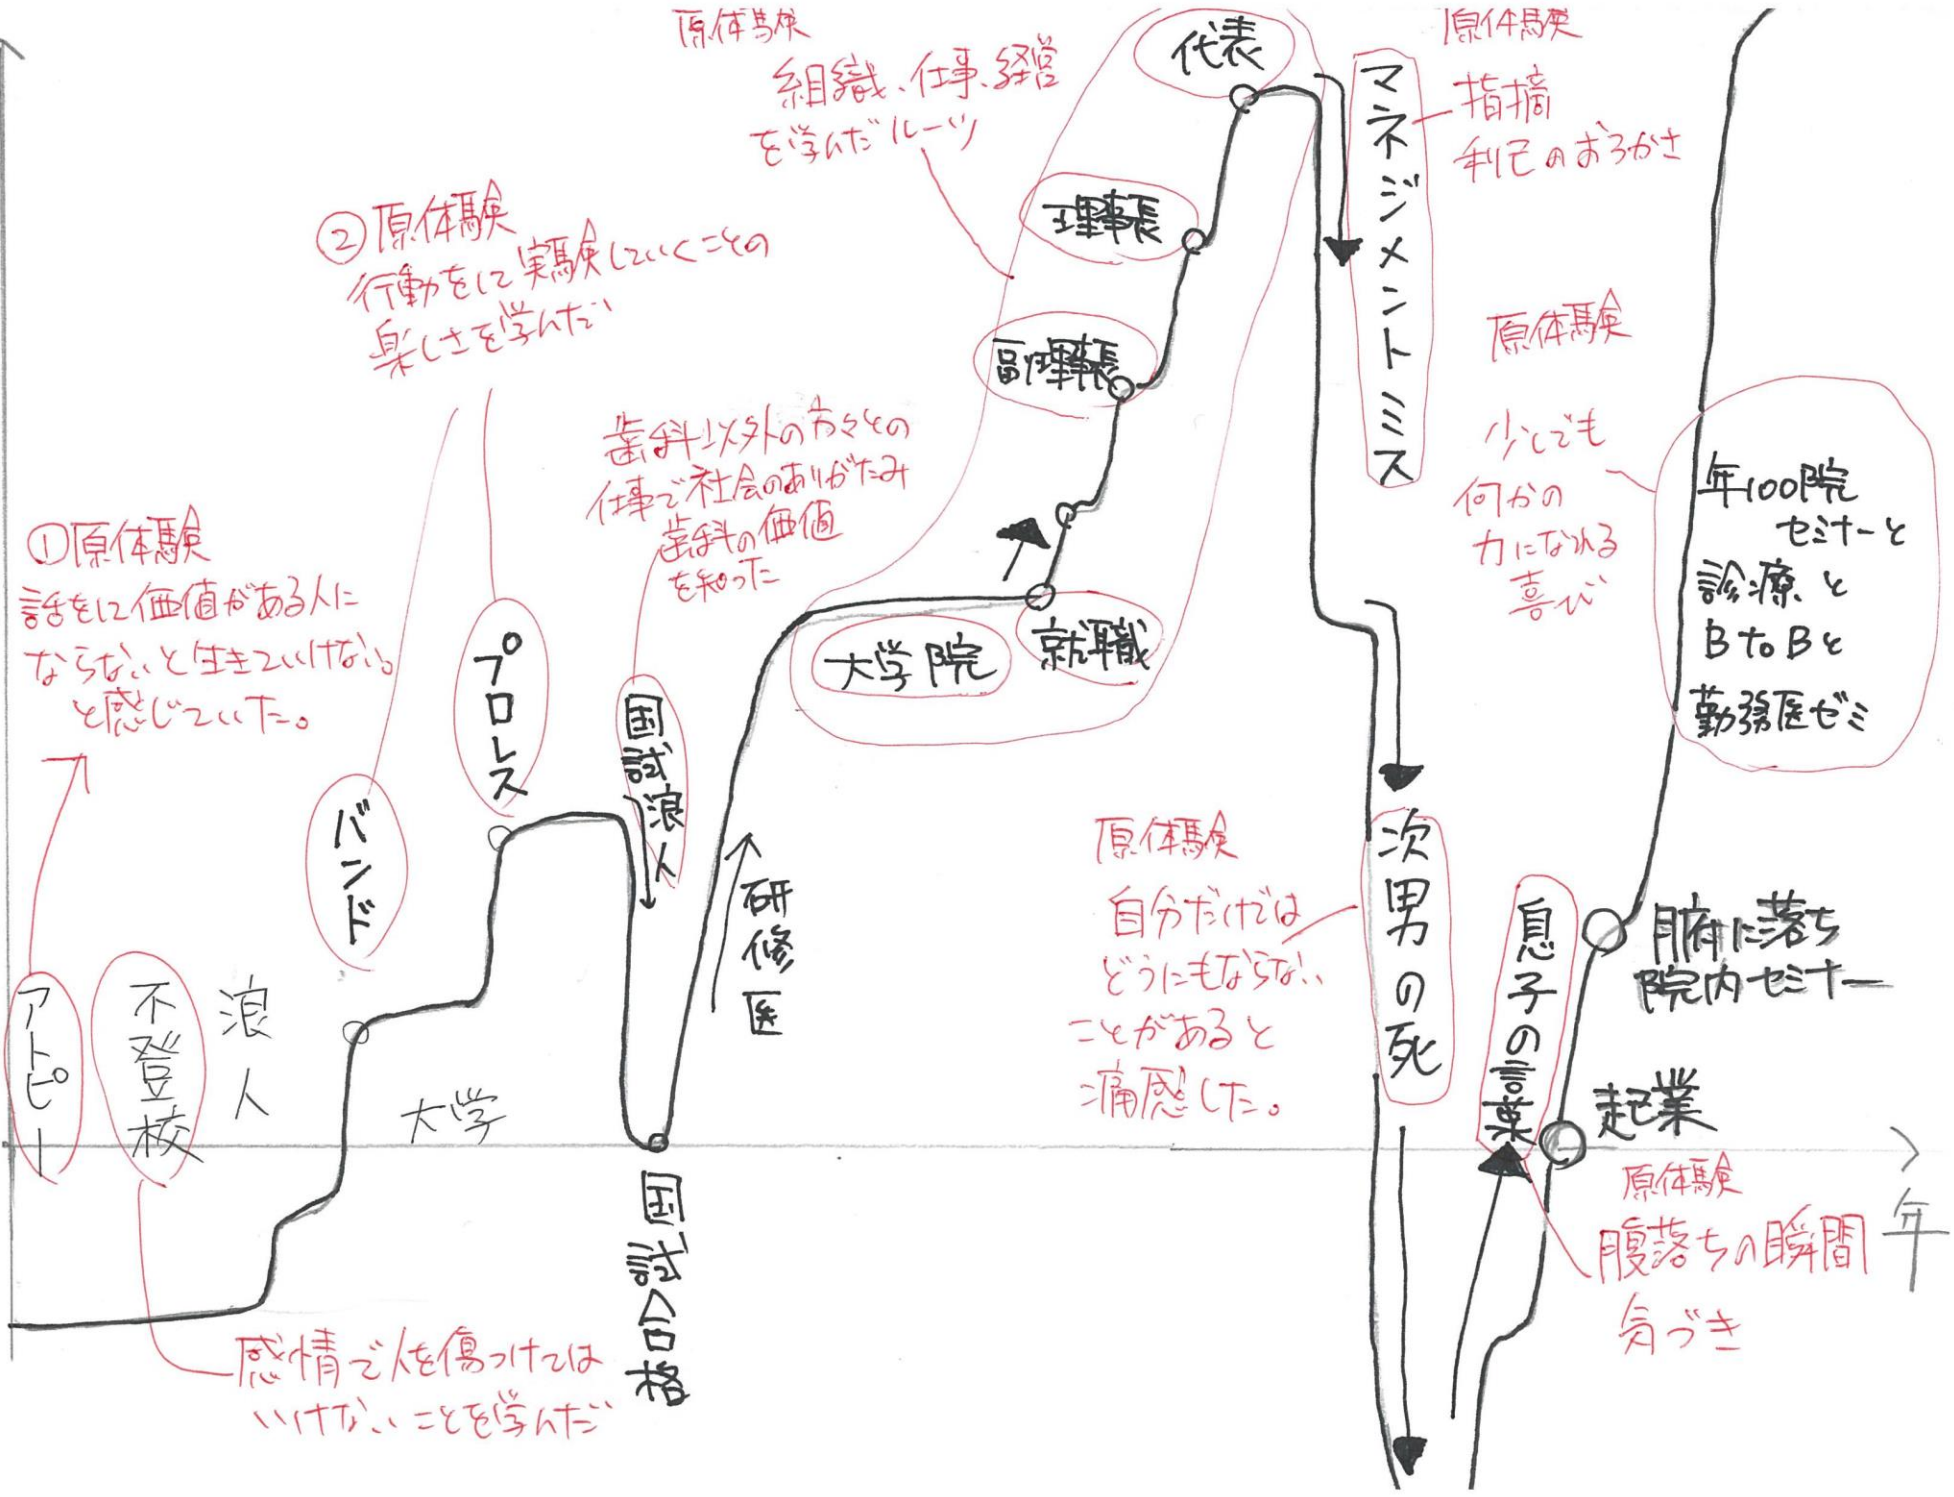 原体験
組織、仕事、経営
を学んだルーツ
代表
原体験
指摘
利己のおろかさ
マネジメントミス
理事長
副理事長
②原体験
行動をして実験していくことの
楽しさを学んだ
歯科以外の方々との
仕事で社会のありがたみ
歯科の価値
を知った
原体験
少しでも
何かの
力になれる
喜び
年100院
セミナーと
診療と
BtoBと
勤務医ゼミ
①原体験
話をして価値がある人に
ならないと生きていけない。
と感じていた。
プロレス
バンド
国試浪人
大学院
就職
研修医
原体験
自分だけでは
どうにもならない
ことがあると
痛感した。
次男の死
息子の言葉
腑に落ち
院内セミナー
起業
アトピー
不登校
浪人
大学
国試合格
原体験
腹落ちの瞬間
気づき
年
感情で人を傷つけては
いけないことを学んだ